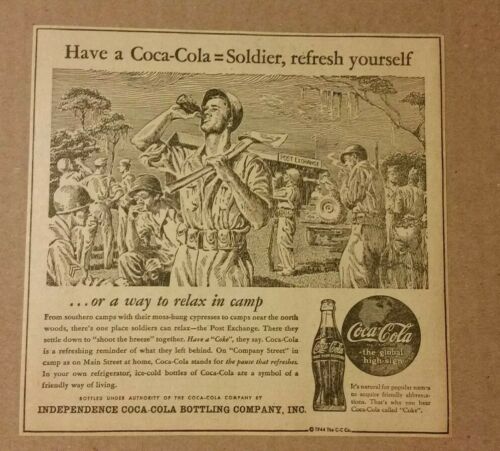 Have a Coca-Cola = Soldier, refresh yourself
POST EXCHANGE
...or a way to relax in camp
From southern camps with their moss-hung cypresses to camps near the north
woods, there's one place soldiers can relax—the Post Exchange. There they
settle down to "shoot the breeze" together. Have a "Coke", they say. Coca-Cola
is a refreshing reminder of what they left behind. On "Company Street" in
camp as on Main Street at home, Coca-Cola stands for the pause that refreshes.
In your own refrigerator, ice-cold bottles of Coca-Cola are a symbol of a
friendly way of living.
BOTTLED UNDER AUTHORITY OF THE COCA-COLA COMPANY BY
INDEPENDENCE COCA-COLA BOTTLING COMPANY, INC.
Coca-Cola
Coca-Cola
-the global
high-sign
It's natural for popular names
to acquire friendly abbrevia-
tions. That's why you hear
Coca-Cola called "Coke".
© 1944 The C-C Co.